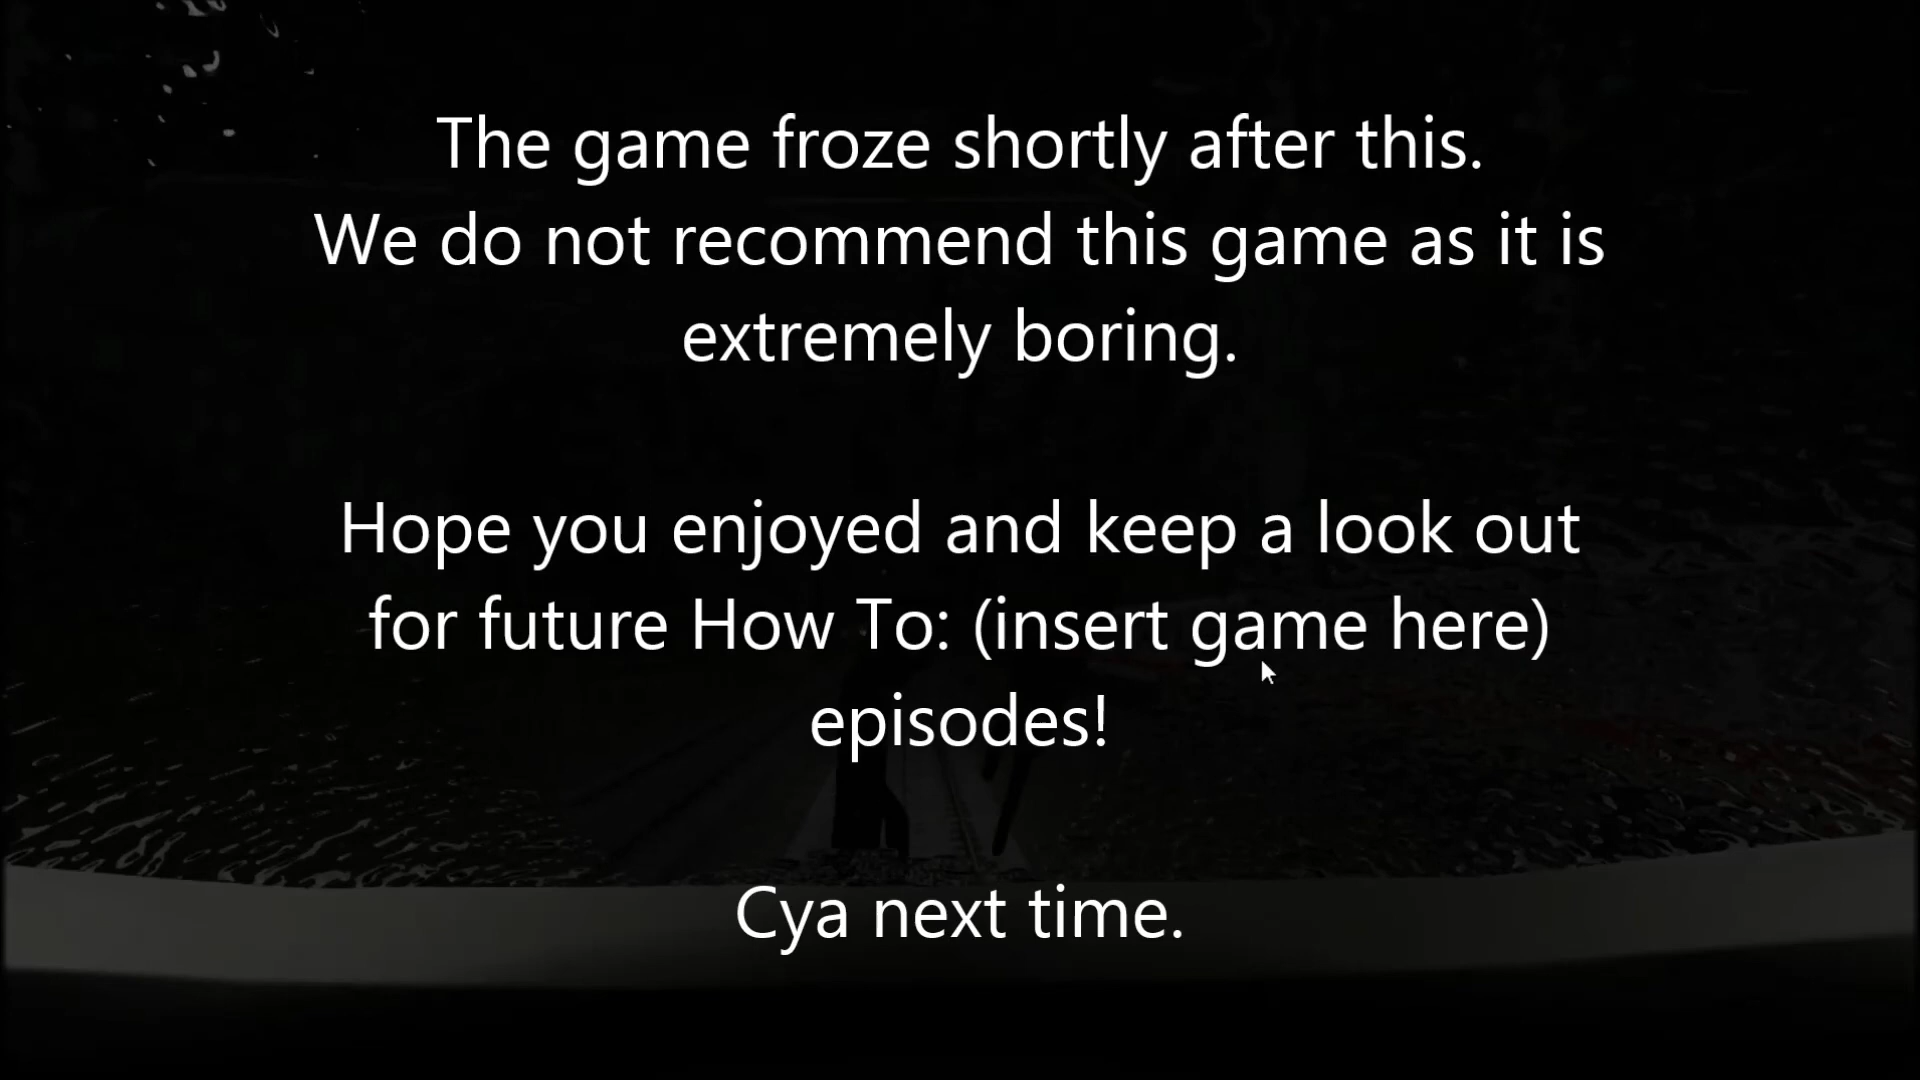 The game froze shortly after this.
We do not recommend this game as it is
extremely boring.
Hope you enjoyed and keep a look out
for future How To: (insert game here)
episodes!
Cya next time.